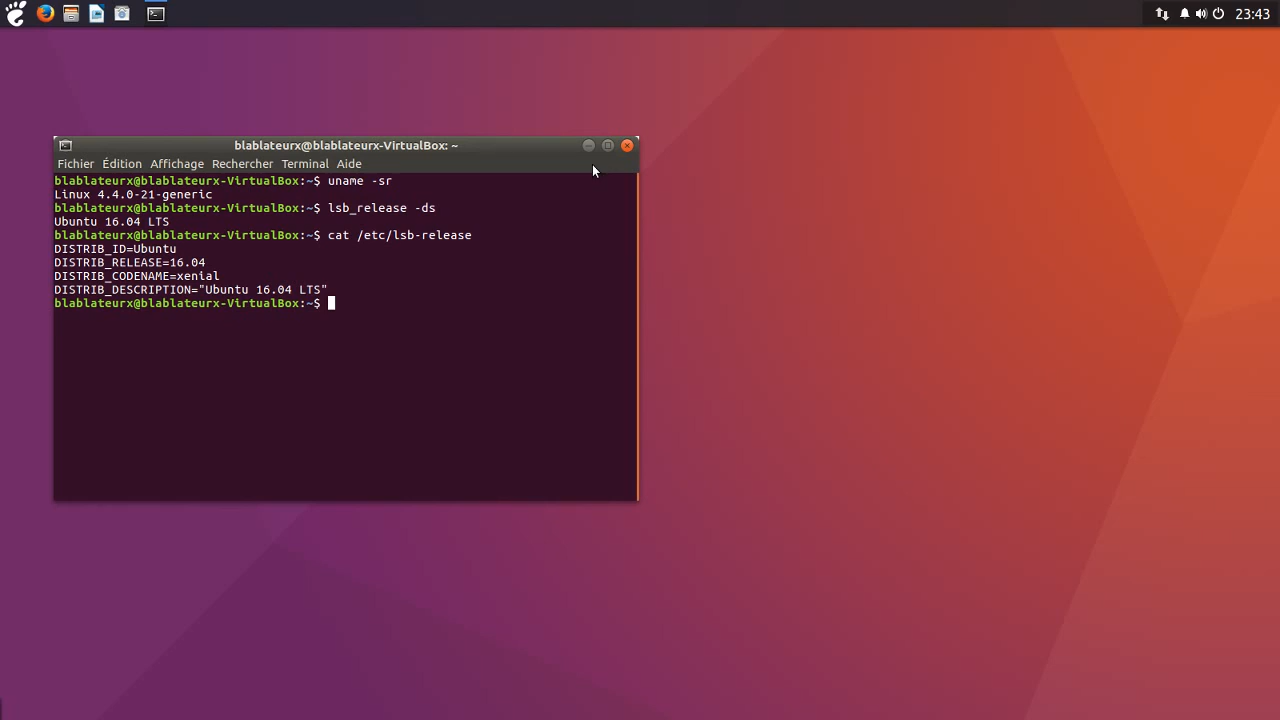 23:43
blablateurx@blablateurx-VirtualBox: ~
Fichier Édition Affichage Rechercher Terminal Aide
blablateurx@blablateurx-VirtualBox:~$ uname -sr
Linux 4.4.0-21-generic
blablateurx@blablateurx-VirtualBox:~$ lsb_release -ds
Ubuntu 16.04 LTS
blablateurx@blablateurx-VirtualBox:~$ cat /etc/lsb-release
DISTRIB_ID=Ubuntu
DISTRIB_RELEASE=16.04
DISTRIB_CODENAME=xenial
DISTRIB_DESCRIPTION="Ubuntu 16.04 LTS"
blablateurx@blablateurx-VirtualBox:~$